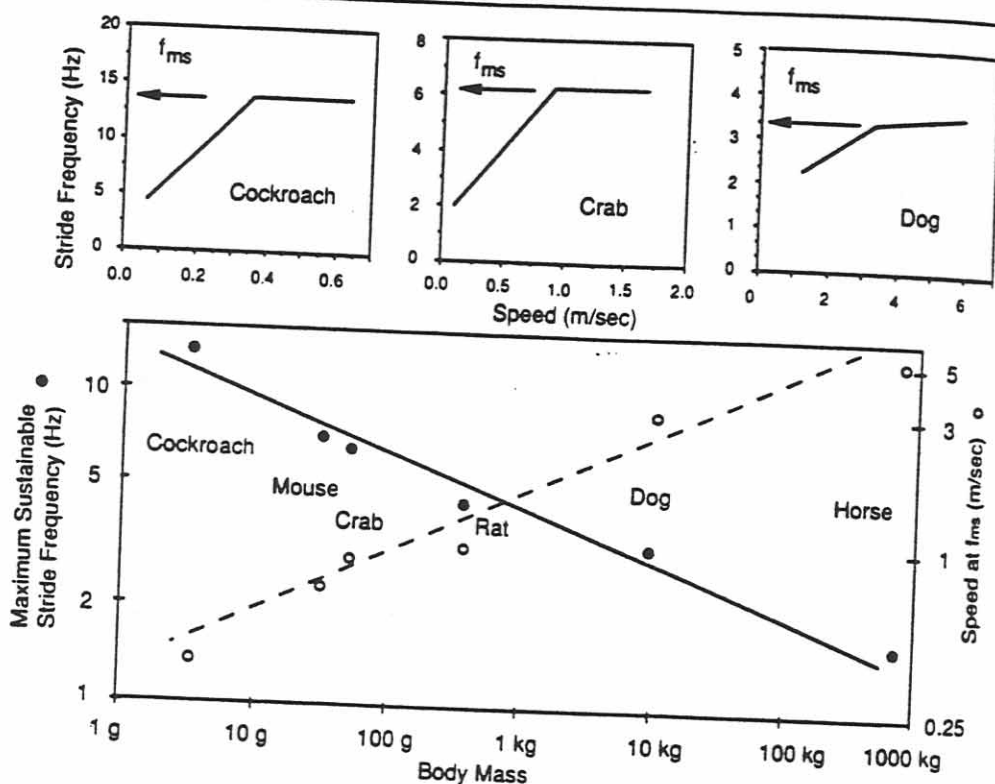 Stride Frequency (Hz)
20
15
10
5
0
f_ms
Cockroach
0.0 0.2 0.4 0.6
8
6
4
2
0
f_ms
Crab
0.0 0.5 1.0 1.5 2.0
5
4
3
2
1
0
f_ms
Dog
0 2 4 6
Speed (m/sec)
Maximum Sustainable ●
Stride Frequency (Hz)
10
5
2
1
Cockroach
Mouse
Crab
Rat
Dog
Horse
5
3
1
0.25
Speed at f_ms (m/sec) o
1 g 10 g 100 g 1 kg 10 kg 100 kg 1000 kg
Body Mass